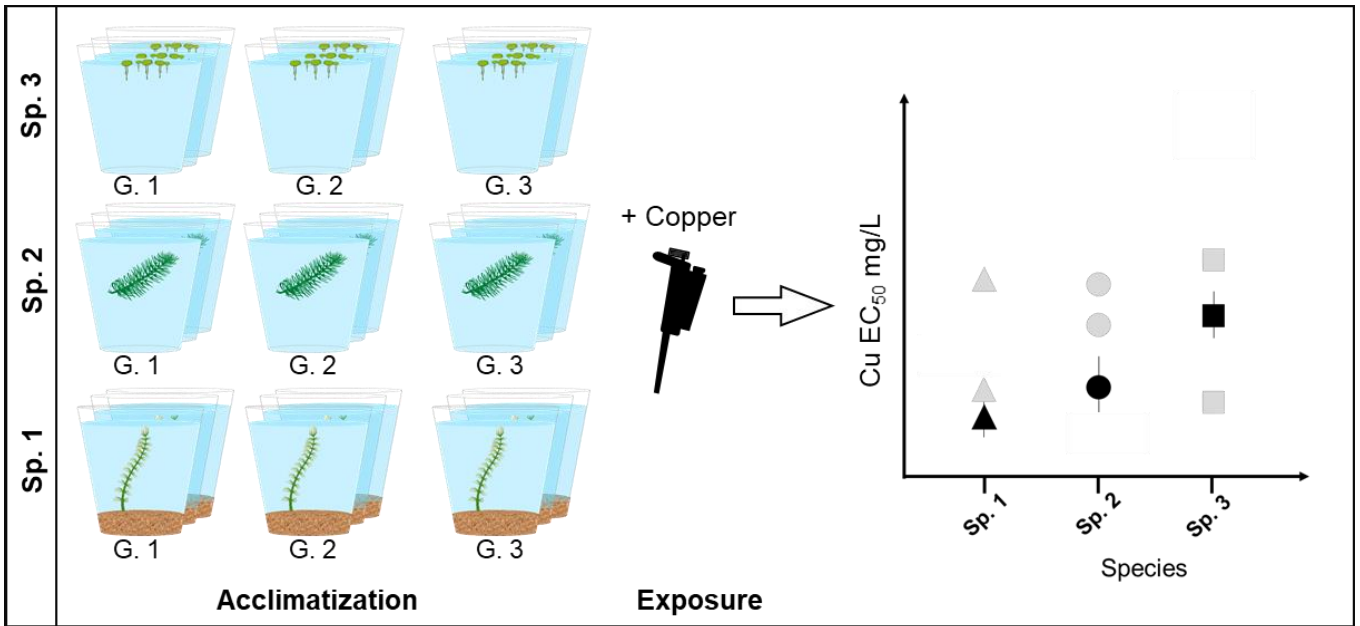 Sp. 3
G. 1
G. 2
G. 3
Sp. 2
G. 1
G. 2
G. 3
Sp. 1
G. 1
G. 2
G. 3
Acclimatization
+ Copper
Exposure
Cu EC₅₀ mg/L
Sp. 1
Sp. 2
Sp. 3
Species